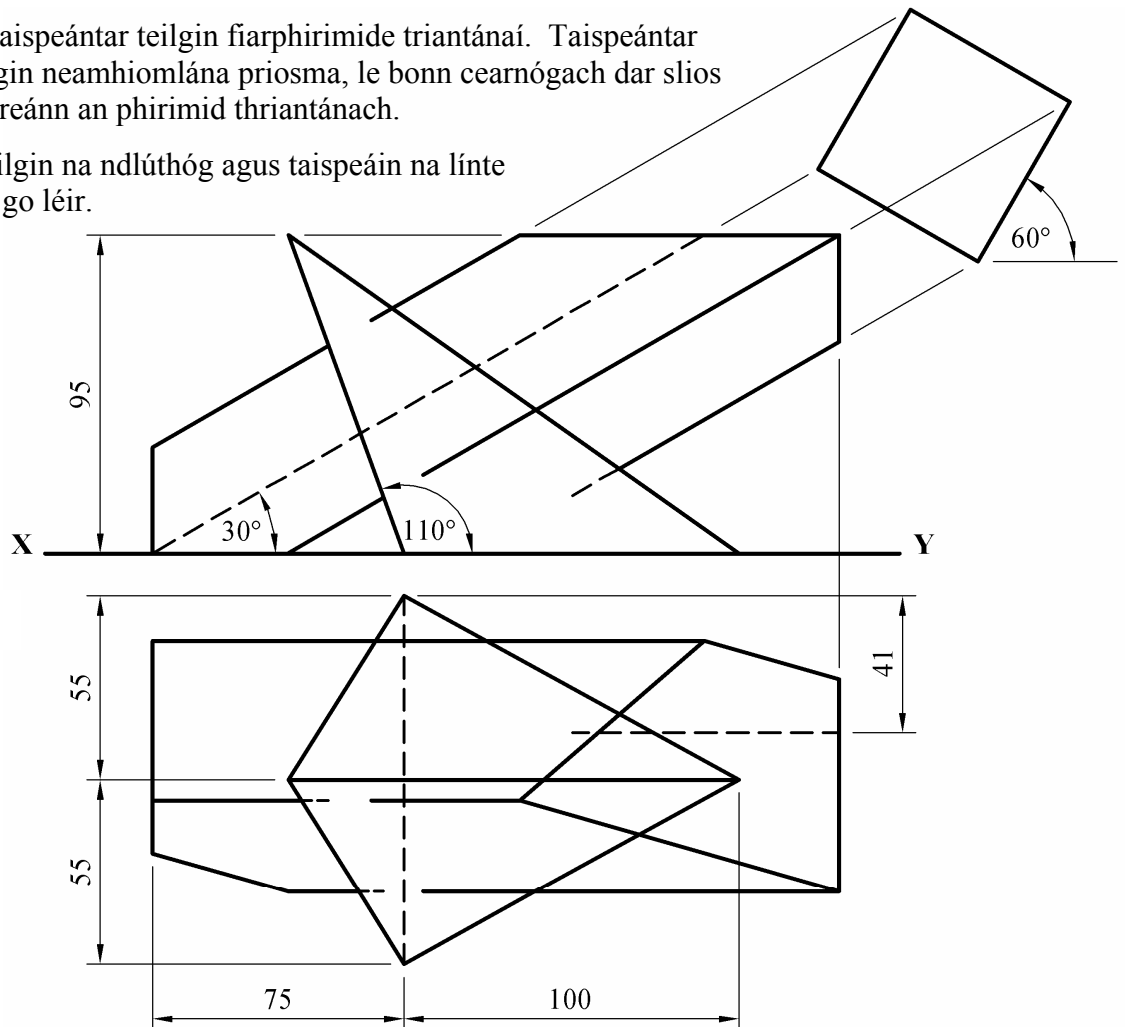 aispeántar teilgin fiarphirimide triantánaí. Taispeántar
lgin neamhiomlána priosma, le bonn cearnógach dar slios
reánn an phirimid thriantánach.
ilgin na ndlúthóg agus taispeáin na línte
go léir.
60°
95
30°
110°
X
Y
55
41
55
75
100